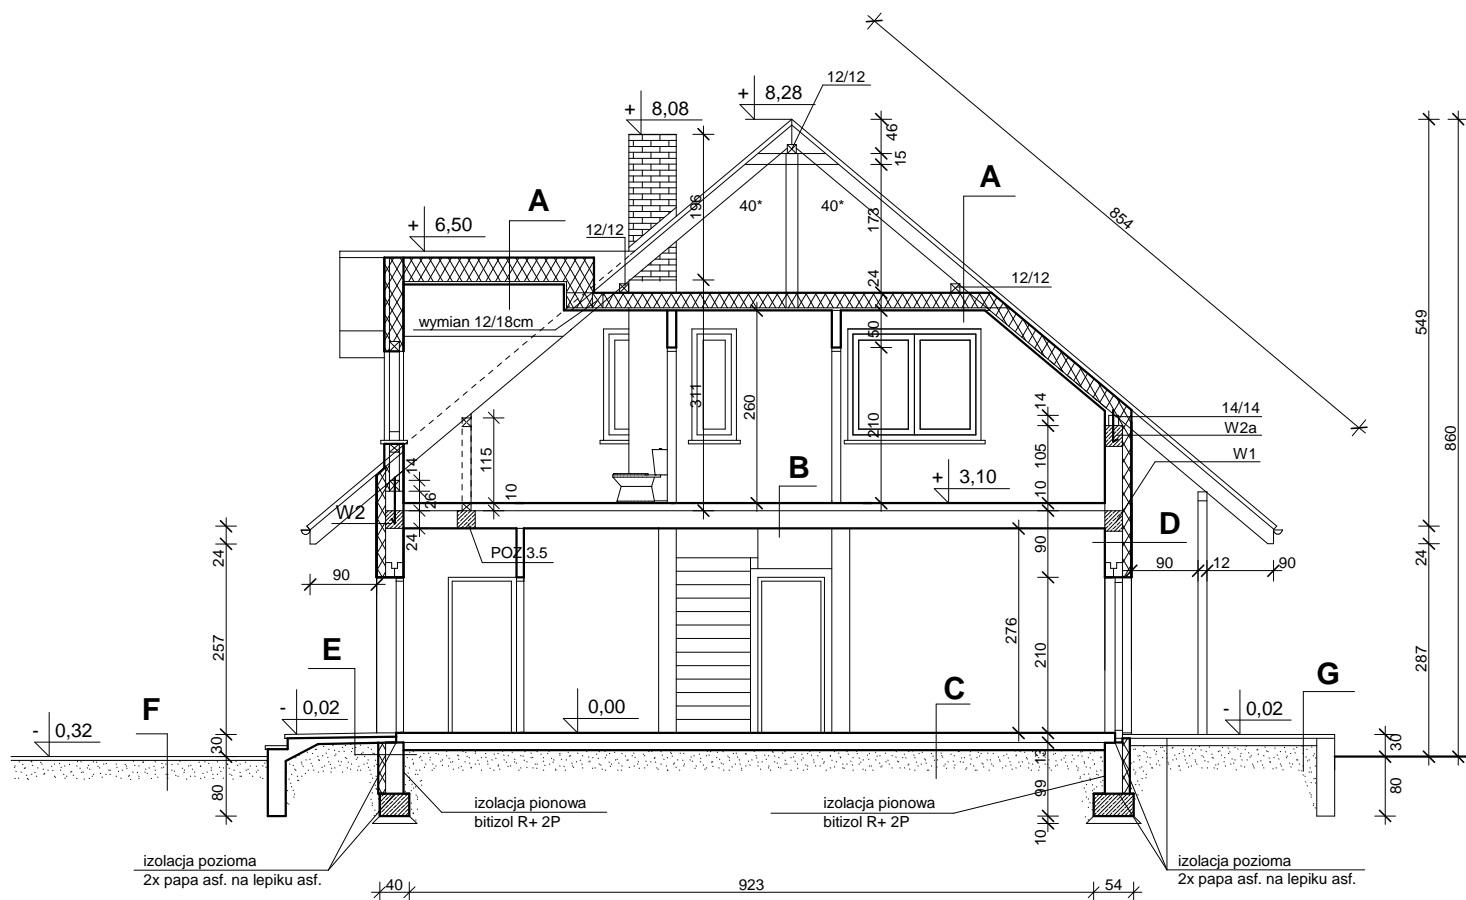 12/12
+ 8,28
+ 8,08
46
15
A
A
196
40*
40*
173
854
+ 6,50
12/12
24
12/12
549
wymian 12/18cm
50
311
260
210
14
14/14
860
W2a
115
14
105
W1
B
+ 3,10
10
26
10
W2
D
24
POZ 3.5
90
24
24
90
90
12
90
276
257
210
287
E
C
G
F
- 0,02
0,00
- 0,02
- 0,32
30
30
13
80
99
80
izolacja pionowa
bitizol R+ 2P
izolacja pionowa
bitizol R+ 2P
10
izolacja pozioma
2x papa asf. na lepiku asf.
izolacja pozioma
2x papa asf. na lepiku asf.
40
923
54